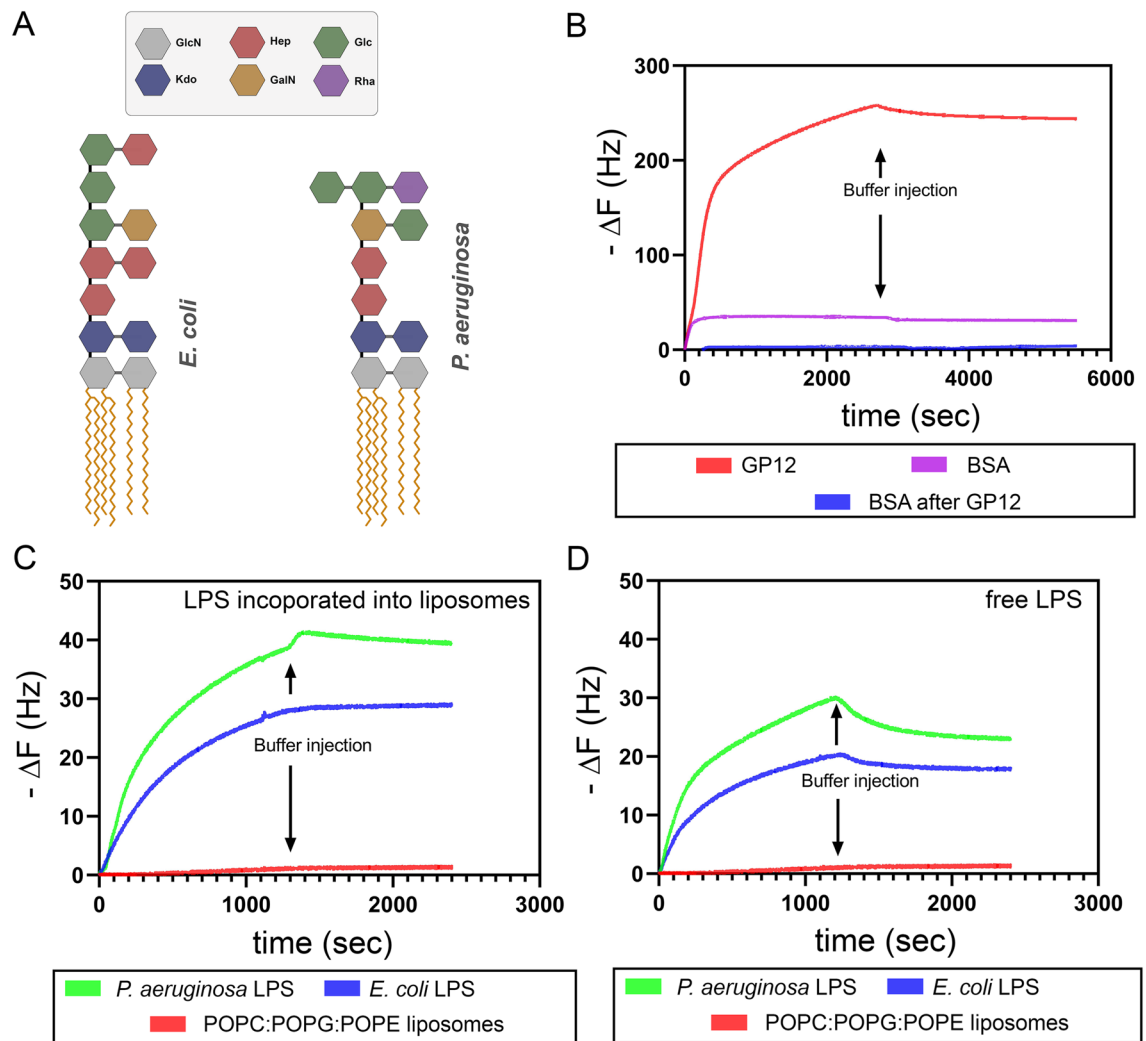 A
GlcN
Hep
Glc
Kdo
GalN
Rha
E. coli
P. aeruginosa
B
300
200
100
0
- ΔF (Hz)
Buffer injection
0
2000
4000
6000
time (sec)
GP12
BSA
BSA after GP12
C
50
40
30
20
10
0
- ΔF (Hz)
LPS incoporated into liposomes
Buffer injection
0
1000
2000
3000
time (sec)
P. aeruginosa LPS
E. coli LPS
POPC:POPG:POPE liposomes
D
50
40
30
20
10
0
- ΔF (Hz)
free LPS
Buffer injection
0
1000
2000
3000
time (sec)
P. aeruginosa LPS
E. coli LPS
POPC:POPG:POPE liposomes